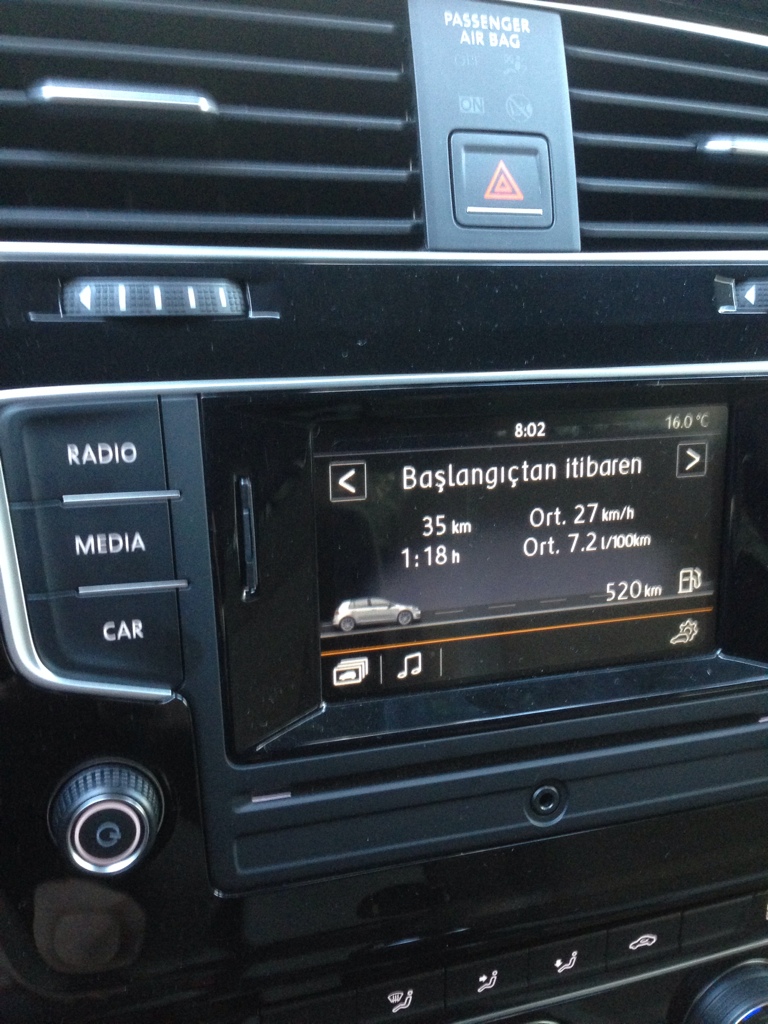 PASSENGER
AIR BAG
OFF
ON
8:02
16.0 °C
Başlangıçtan itibaren
35 km
Ort. 27 km/h
1:18 h
Ort. 7.2 l/100km
520 km
RADIO
MEDIA
CAR